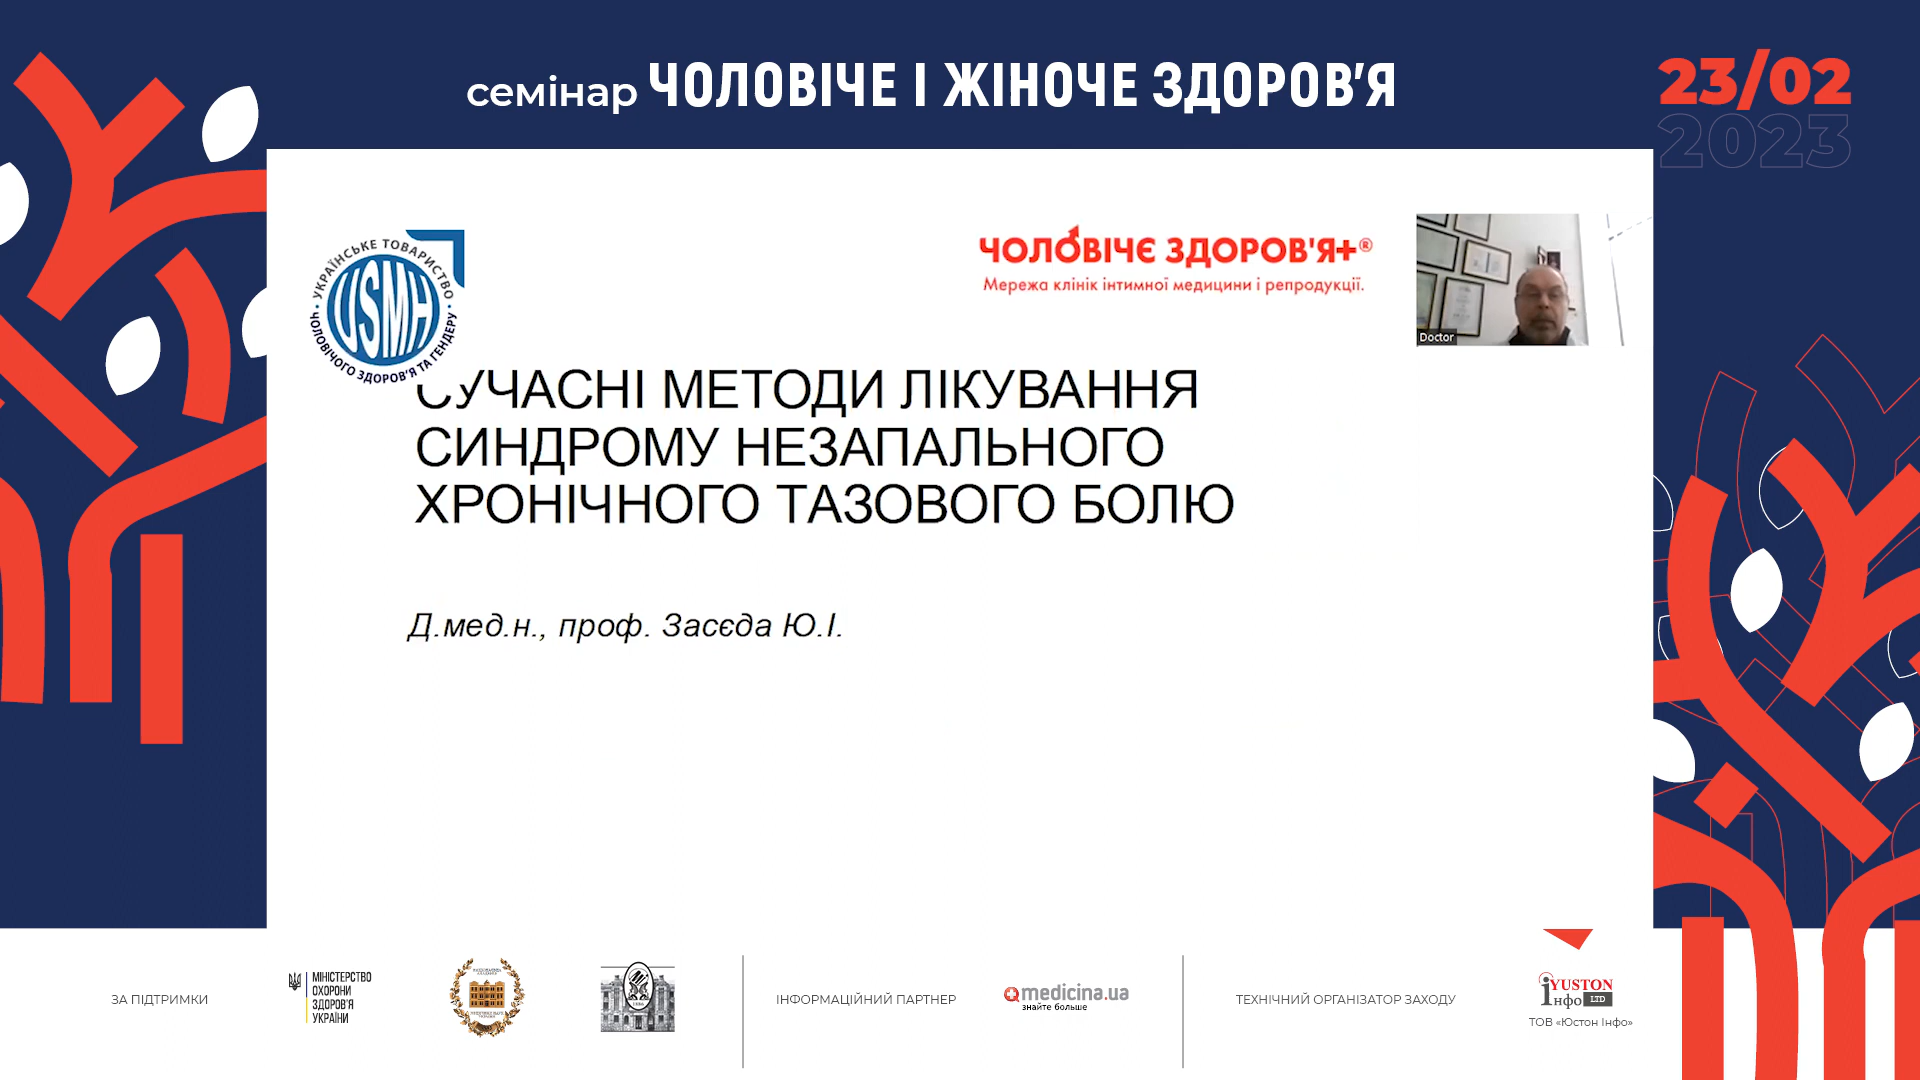 семінар ЧОЛОВІЧЕ І ЖІНОЧЕ ЗДОРОВ'Я
23/02
2023
УКРАЇНСЬКЕ ТОВАРИСТВО
ЧОЛОВІЧОГО ЗДОРОВ'Я ТА ГЕНДЕРУ
USMH
ЧОЛОВІЧЄ ЗДОРОВ'Я+®
Мережа клінік інтимної медицини і репродукції.
Doctor
СУЧАСНІ МЕТОДИ ЛІКУВАННЯ
СИНДРОМУ НЕЗАПАЛЬНОГО
ХРОНІЧНОГО ТАЗОВОГО БОЛЮ
Д.мед.н., проф. Засєда Ю.І.
ЗА ПІДТРИМКИ
МІНІСТЕРСТВО
ОХОРОНИ
ЗДОРОВ'Я
УКРАЇНИ
ІНФОРМАЦІЙНИЙ ПАРТНЕР
medicina.ua
знайте больше
ТЕХНІЧНИЙ ОРГАНІЗАТОР ЗАХОДУ
YUSTON
iнфо LTD
ТОВ «Юстон Інфо»